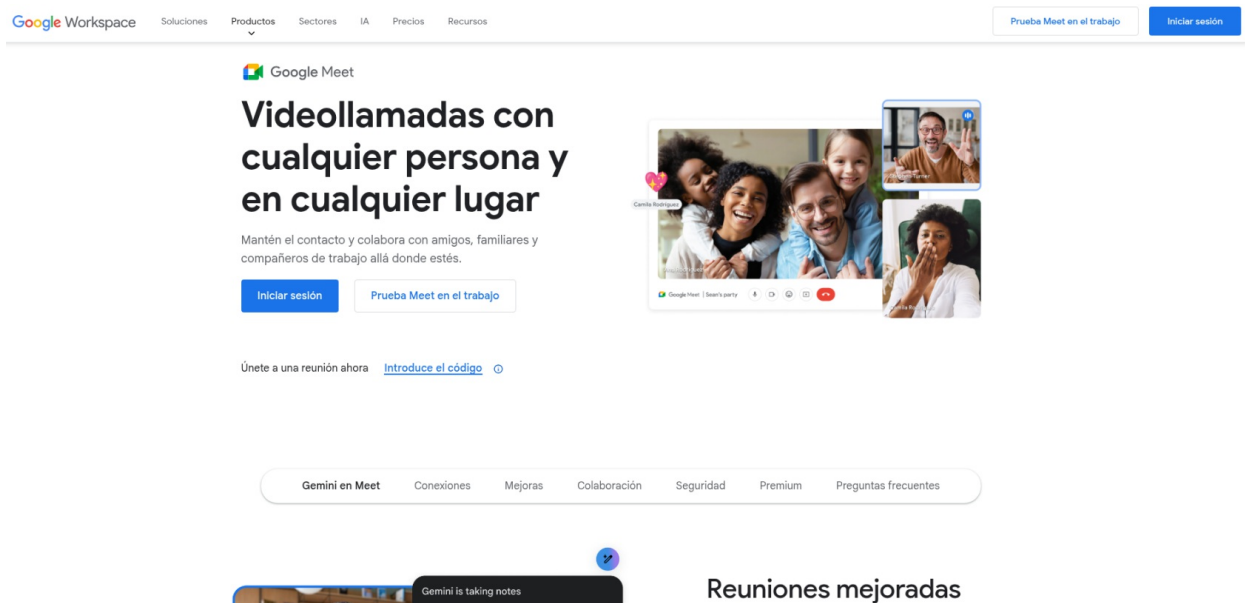 Google Workspace
Soluciones
Productos
Sectores
IA
Precios
Recursos
Prueba Meet en el trabajo
Iniciar sesión
Google Meet
Videollamadas con
cualquier persona y
en cualquier lugar
Mantén el contacto y colabora con amigos, familiares y
compañeros de trabajo allá donde estés.
Iniciar sesión
Prueba Meet en el trabajo
Camila Rodriguez
Google Meet | Sean's party
Turner
Camila
Únete a una reunión ahora
Introduce el código
Gemini en Meet
Conexiones
Mejoras
Colaboración
Seguridad
Premium
Preguntas frecuentes
Gemini is taking notes
Reuniones mejoradas